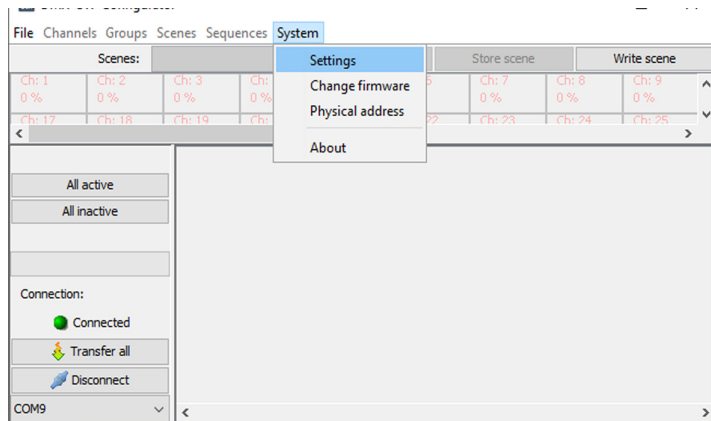 File Channels Groups Scenes Sequences System
Scenes:
Settings
Store scene
Write scene
Ch: 1
Ch: 2
Ch: 3
Ch:
Ch: 7
Ch: 8
Ch: 9
0 %
0 %
0 %
0 %
0 %
0 %
0 %
Change firmware
Physical address
Ch: 17
Ch: 18
Ch: 19
Ch:
Ch: 23
Ch: 24
Ch: 25
About
All active
All inactive
Connection:
Connected
Transfer all
Disconnect
COM9